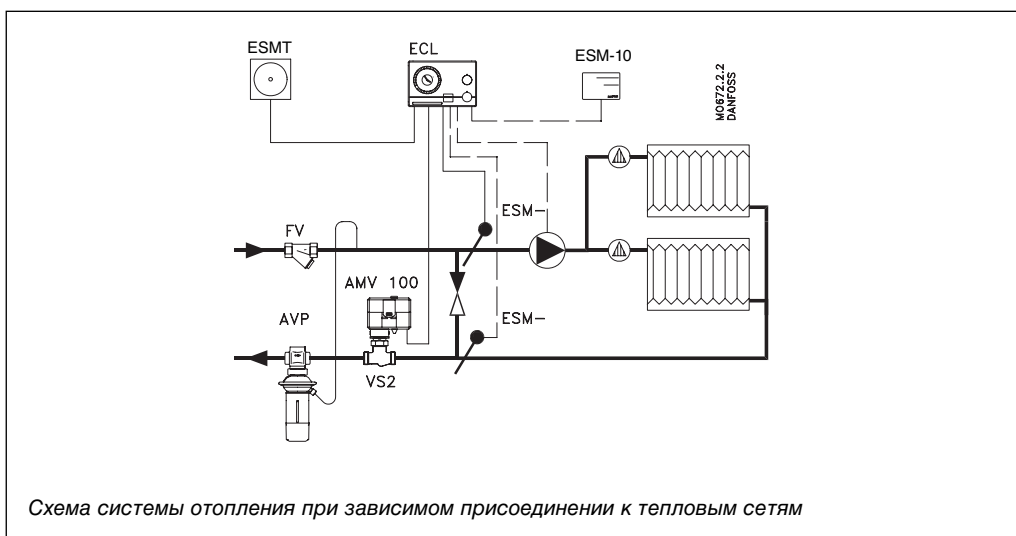 ESMT
ECL
ESM-10
M0672.2.2
DANFOSS
ESM-
FV
AMV 100
ESM-
AVP
VS2
Схема системы отопления при зависимом присоединении к тепловым сетям